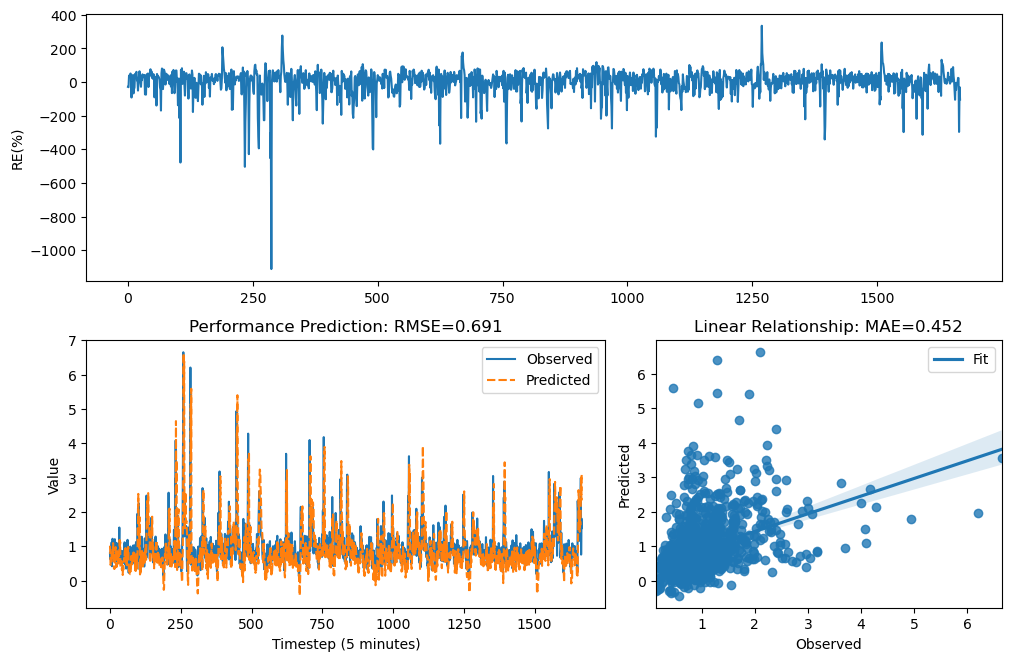 400
200
0
−200
−400
−600
−800
−1000
RE(%)
0 250 500 750 1000 1250 1500
Performance Prediction: RMSE=0.691
7
6
5
4
3
2
1
0
Value
Observed
Predicted
0 250 500 750 1000 1250 1500
Timestep (5 minutes)
Linear Relationship: MAE=0.452
6
5
4
3
2
1
0
Predicted
Fit
1 2 3 4 5 6
Observed